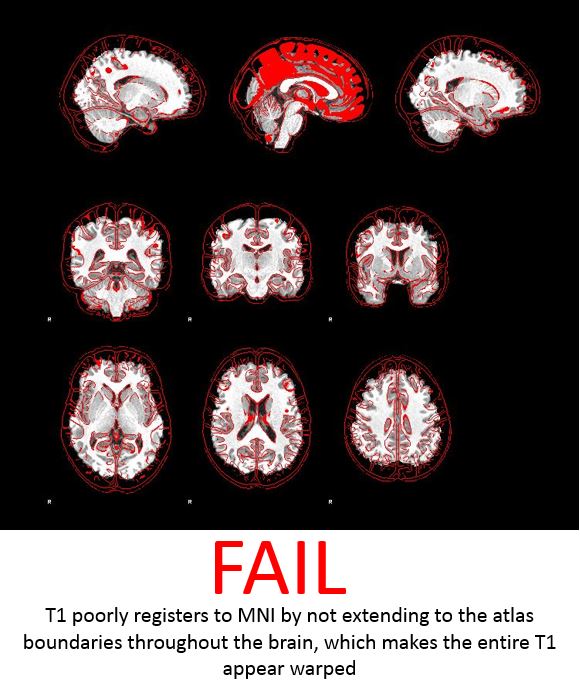 R R R
R R R
FAIL
T1 poorly registers to MNI by not extending to the atlas
boundaries throughout the brain, which makes the entire T1
appear warped